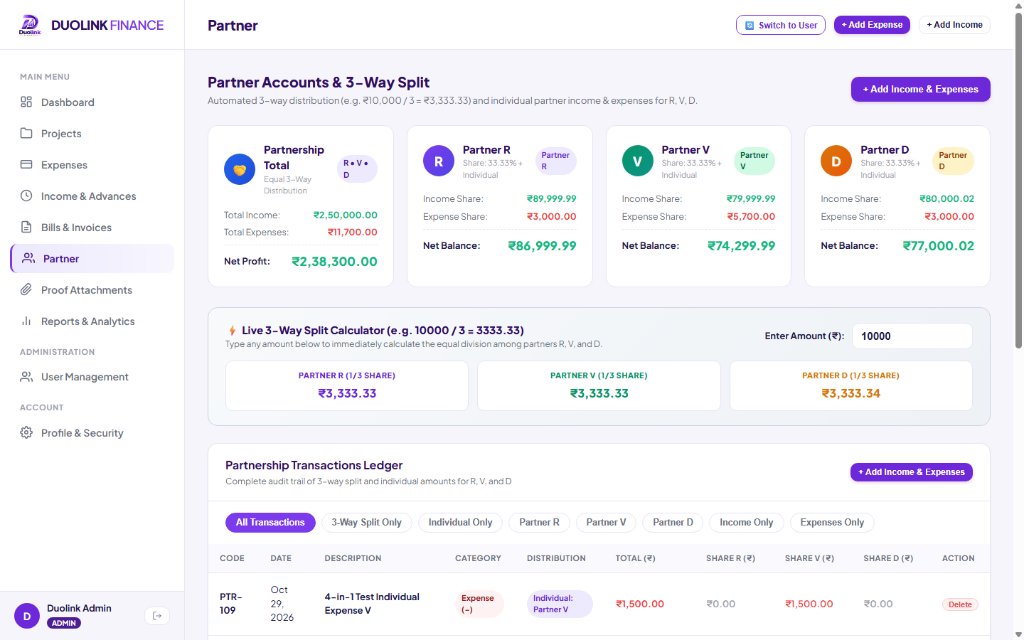 Duolink
DUOLINK FINANCE
Partner
Switch to User
+ Add Expense
+ Add Income
MAIN MENU
Dashboard
Projects
Expenses
Income & Advances
Bills & Invoices
Partner
Proof Attachments
Reports & Analytics
ADMINISTRATION
User Management
ACCOUNT
Profile & Security
D
Duolink Admin
ADMIN
Partner Accounts & 3-Way Split
Automated 3-way distribution (e.g. ₹10,000 / 3 = ₹3,333.33) and individual partner income & expenses for R, V, D.
+ Add Income & Expenses
Partnership
Total
Equal 3-Way
Distribution
R • V •
D
Total Income: ₹2,50,000.00
Total Expenses: ₹11,700.00
Net Profit: ₹2,38,300.00
R
Partner R
Share: 33.33% +
Individual
Partner
R
Income Share: ₹89,999.99
Expense Share: ₹3,000.00
Net Balance: ₹86,999.99
V
Partner V
Share: 33.33% +
Individual
Partner
V
Income Share: ₹79,999.99
Expense Share: ₹5,700.00
Net Balance: ₹74,299.99
D
Partner D
Share: 33.33% +
Individual
Partner
D
Income Share: ₹80,000.02
Expense Share: ₹3,000.00
Net Balance: ₹77,000.02
Live 3-Way Split Calculator (e.g. 10000 / 3 = 3333.33)
Type any amount below to immediately calculate the equal division among partners R, V, and D.
Enter Amount (₹): 10000
PARTNER R (1/3 SHARE)
₹3,333.33
PARTNER V (1/3 SHARE)
₹3,333.33
PARTNER D (1/3 SHARE)
₹3,333.34
Partnership Transactions Ledger
Complete audit trail of 3-way split and individual amounts for R, V, and D
+ Add Income & Expenses
All Transactions 3-Way Split Only Individual Only Partner R Partner V Partner D Income Only Expenses Only
CODE DATE DESCRIPTION CATEGORY DISTRIBUTION TOTAL (₹) SHARE R (₹) SHARE V (₹) SHARE D (₹) ACTION
PTR-
109
Oct
29,
2026
4-in-1 Test Individual
Expense V
Expense
(-)
Individual:
Partner V
₹1,500.00 ₹0.00 ₹1,500.00 ₹0.00 Delete